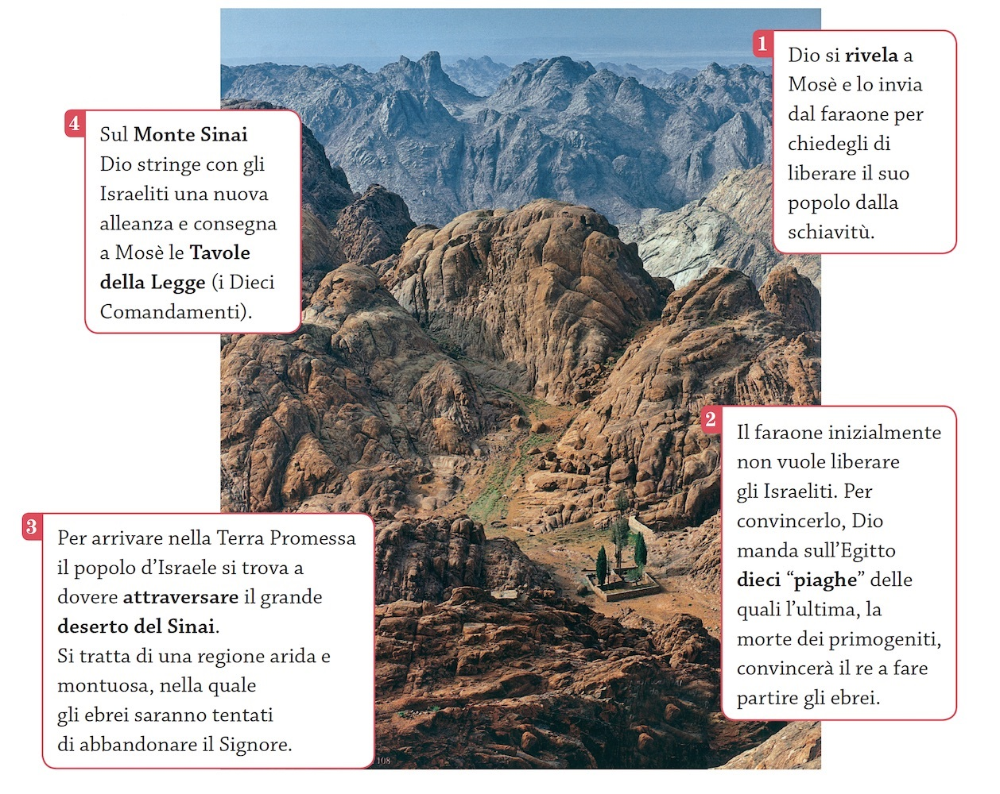 1
Dio si rivela a
Mosè e lo invia
dal faraone per
chiedegli di
liberare il suo
popolo dalla
schiavitù.
2
Il faraone inizialmente
non vuole liberare
gli Israeliti. Per
convincerlo, Dio
manda sull’Egitto
dieci “piaghe” delle
quali l’ultima, la
morte dei primogeniti,
convincerà il re a fare
partire gli ebrei.
3
Per arrivare nella Terra Promessa
il popolo d’Israele si trova a
dovere attraversare il grande
deserto del Sinai.
Si tratta di una regione arida e
montuosa, nella quale
gli ebrei saranno tentati
di abbandonare il Signore.
4
Sul Monte Sinai
Dio stringe con gli
Israeliti una nuova
alleanza e consegna
a Mosè le Tavole
della Legge (i Dieci
Comandamenti).
108